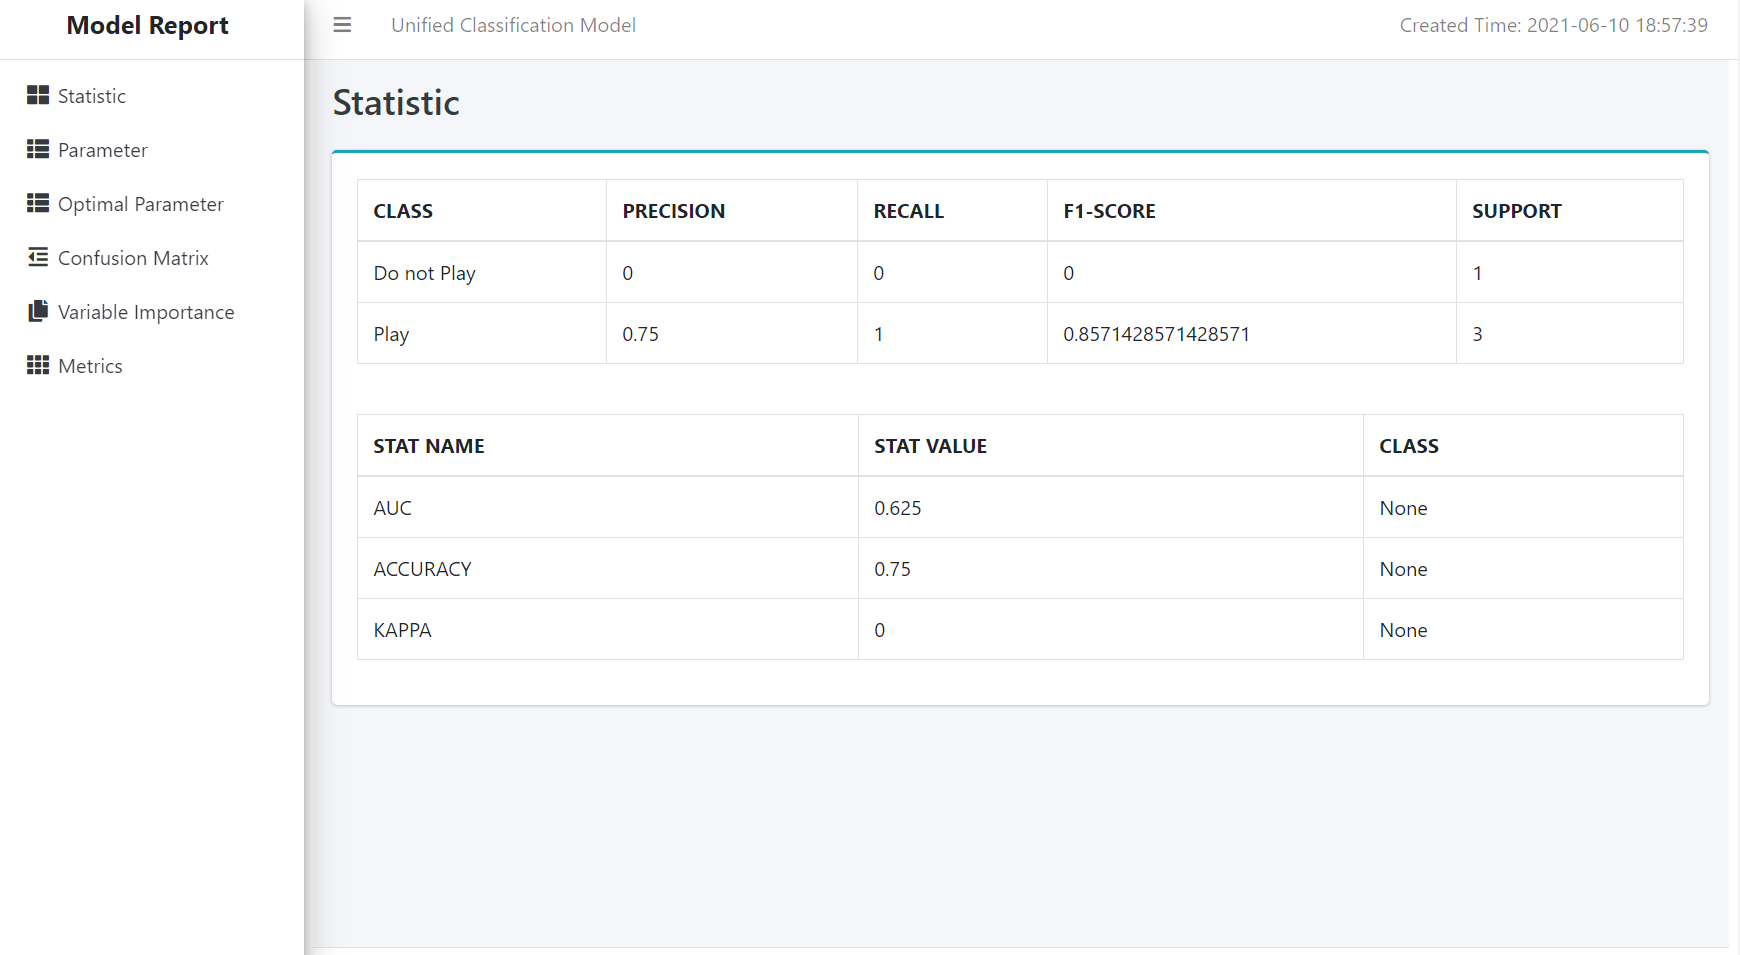 Model Report
Unified Classification Model
Created Time: 2021-06-10 18:57:39
Statistic
Parameter
Optimal Parameter
Confusion Matrix
Variable Importance
Metrics
Statistic
CLASS PRECISION RECALL F1-SCORE SUPPORT
Do not Play 0 0 0 1
Play 0.75 1 0.8571428571428571 3
STAT NAME STAT VALUE CLASS
AUC 0.625 None
ACCURACY 0.75 None
KAPPA 0 None